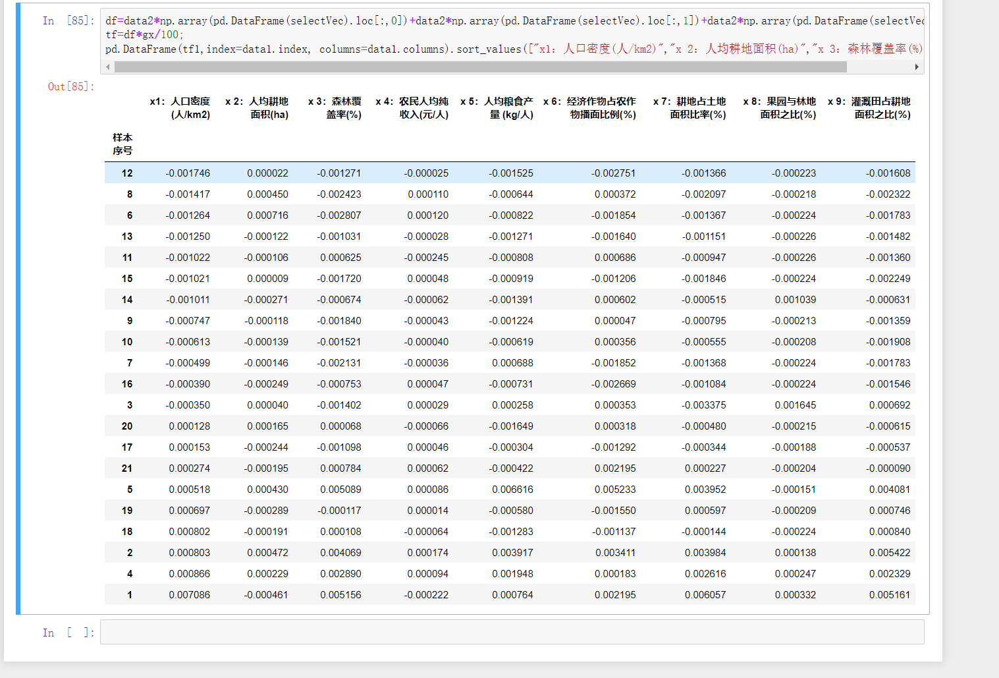 In [85]: df=data2*np.array(pd.DataFrame(selectVec).loc[:,0])+data2*np.array(pd.DataFrame(selectVec).loc[:,1])+data2*np.array(pd.DataFrame(selectVec
tf=df*gx/100;
pd.DataFrame(tf1,index=data1.index, columns=data1.columns).sort_values(["x1: 人口密度(人/km2)","x 2: 人均耕地面积(ha)","x 3: 森林覆盖率(%)
Out[85]:
x1: 人口密度 x 2: 人均耕地 x 3: 森林覆 x 4: 农民人均纯 x 5: 人均粮食产 x 6: 经济作物占农作 x 7: 耕地占土地 x 8: 果园与林地 x 9: 灌溉田占耕地
(人/km2) 面积(ha) 盖率(%) 收入(元/人) 量 (kg/人) 物播面比例(%) 面积比率(%) 面积之比(%) 面积之比(%)
样本
序号
12 -0.001746 0.000022 -0.001271 -0.000025 -0.001525 -0.002751 -0.001366 -0.000223 -0.001608
8 -0.001417 0.000450 -0.002423 0.000110 -0.000644 0.000372 -0.002097 -0.000218 -0.002322
6 -0.001264 0.000716 -0.002807 0.000120 -0.000822 -0.001854 -0.001367 -0.000224 -0.001783
13 -0.001250 -0.000122 -0.001031 -0.000028 -0.001271 -0.001640 -0.001151 -0.000226 -0.001482
11 -0.001022 -0.000106 0.000625 -0.000245 -0.000808 0.000686 -0.000947 -0.000226 -0.001360
15 -0.001021 0.000009 -0.001720 0.000048 -0.000919 -0.001206 -0.001846 -0.000224 -0.002249
14 -0.001011 -0.000271 -0.000674 -0.000062 -0.001391 0.000602 -0.000515 0.001039 -0.000631
9 -0.000747 -0.000118 -0.001840 -0.000043 -0.001224 0.000047 -0.000795 -0.000213 -0.001359
10 -0.000613 -0.000139 -0.001521 -0.000040 -0.000619 0.000356 -0.000555 -0.000208 -0.001908
7 -0.000499 -0.000146 -0.002131 -0.000036 0.000688 -0.001852 -0.001368 -0.000224 -0.001783
16 -0.000390 -0.000249 -0.000753 0.000047 -0.000731 -0.002669 -0.001084 -0.000224 -0.001546
3 -0.000350 0.000040 -0.001402 0.000029 0.000258 0.000353 -0.003375 0.001645 0.000692
20 0.000128 0.000165 0.000068 -0.000066 -0.001649 0.000318 -0.000480 -0.000215 -0.000615
17 0.000153 -0.000244 -0.001098 0.000046 -0.000304 -0.001292 -0.000344 -0.000188 -0.000537
21 0.000274 -0.000195 0.000784 0.000062 -0.000422 0.002195 0.000227 -0.000204 -0.000090
5 0.000518 0.000430 0.005089 0.000086 0.006616 0.005233 0.003952 -0.000151 0.004081
19 0.000697 -0.000289 -0.000117 0.000014 -0.000580 -0.001550 0.000597 -0.000209 0.000746
18 0.000802 -0.000191 0.000108 -0.000064 -0.001283 -0.001137 -0.000144 -0.000224 0.000840
2 0.000803 0.000472 0.004069 0.000174 0.003917 0.003411 0.003984 0.000138 0.005422
4 0.000866 0.000229 0.002890 0.000094 0.001948 0.000183 0.002616 0.000247 0.002329
1 0.007086 -0.000461 0.005156 -0.000222 0.000764 0.002195 0.006057 0.000332 0.005161
In [ ]: